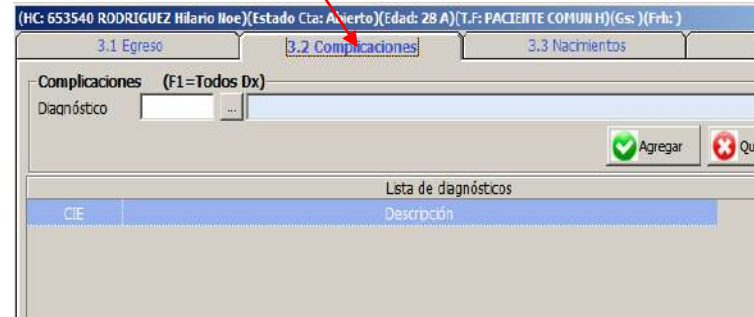 (HC: 653540 RODRIGUEZ Hilario Noe)(Estado Cta: Abierto)(Edad: 28 A)(T.F: PACIENTE COMUN H)(Gs: )(Frh: )
3.1 Egreso 3.2 Complicaciones 3.3 Nacimientos
Complicaciones (F1=Todos Dx)
Diagnóstico ...
Agregar Qu
Lista de diagnósticos
CIE Descripción